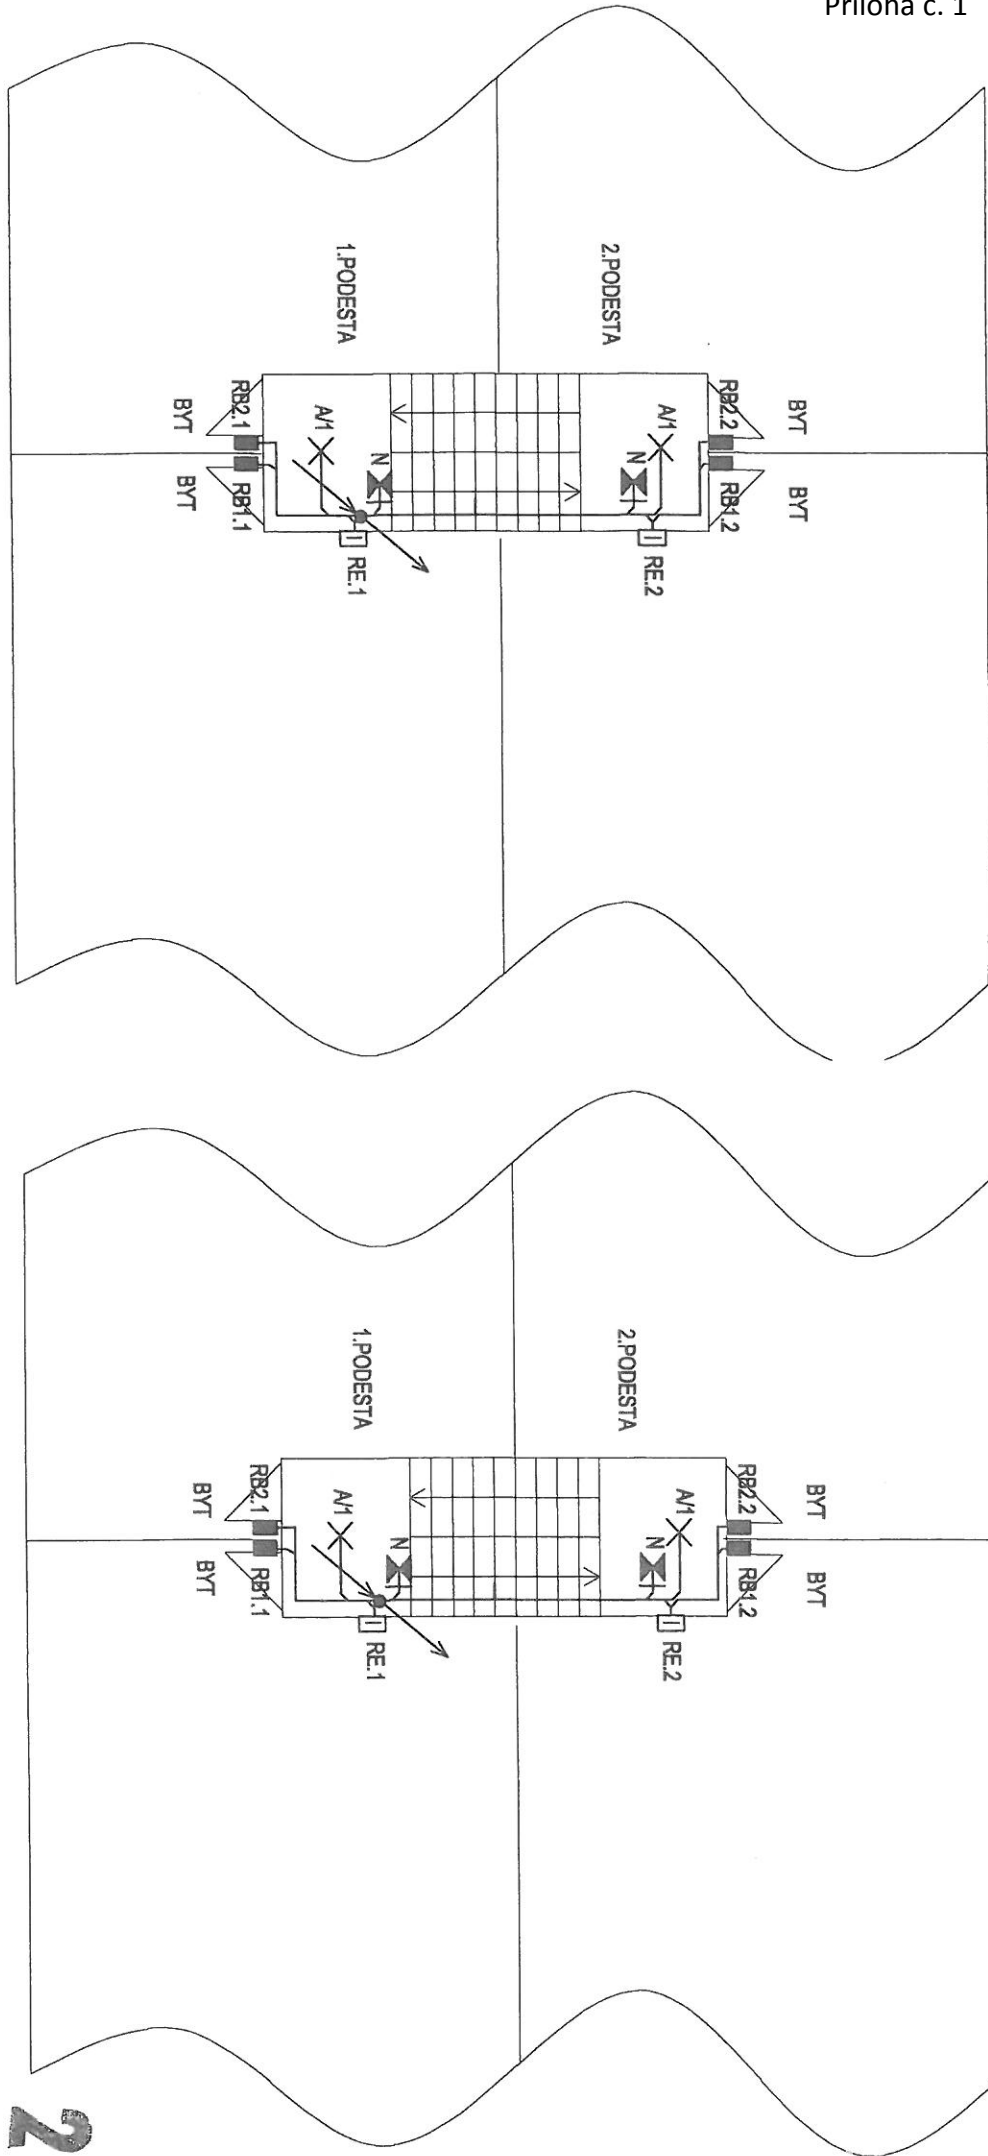 Príloha č. 1
1.PODESTA
2.PODESTA
RB2.1
BYT
A/1
N
BYT
RB1.1
RE.1
RB2.2
BYT
A/1
N
BYT
RB1.2
RE.2
1.PODESTA
2.PODESTA
RB2.1
BYT
A/1
N
BYT
RB1.1
RE.1
RB2.2
BYT
A/1
N
BYT
RB1.2
RE.2
2